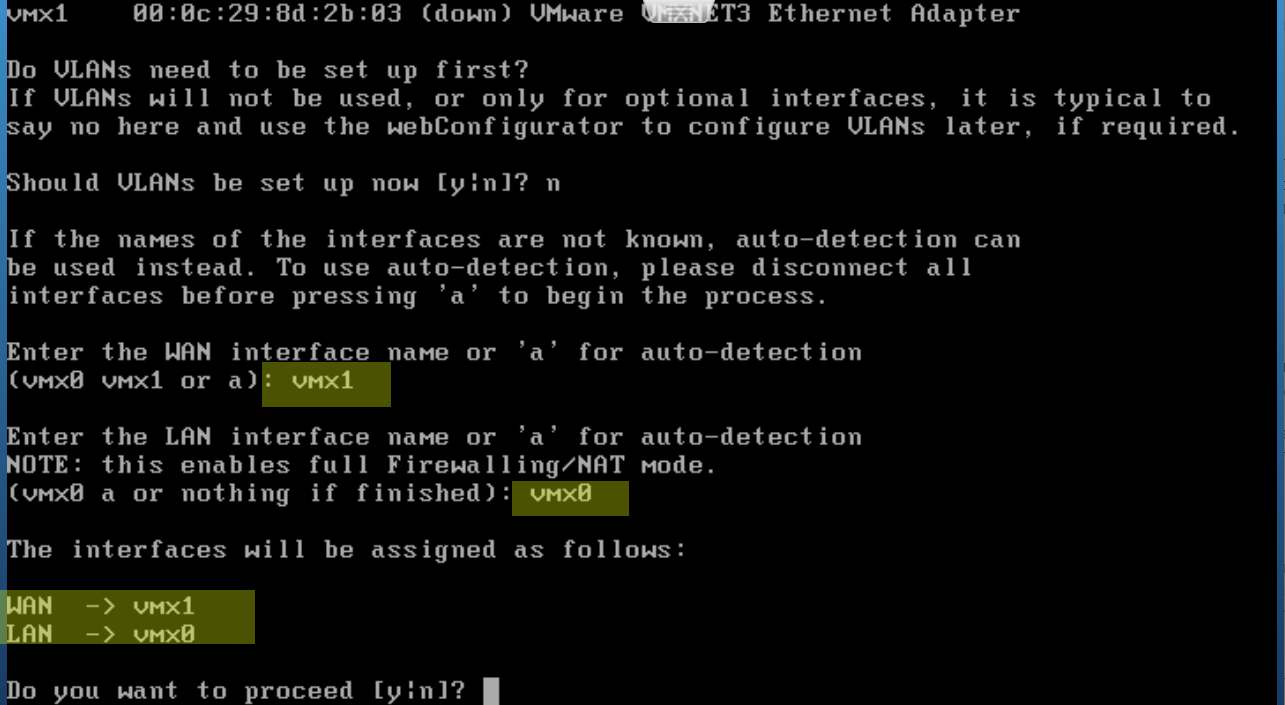 vmx1    00:0c:29:8d:2b:03 (down) VMware VMXNET3 Ethernet Adapter
Do VLANs need to be set up first?
If VLANs will not be used, or only for optional interfaces, it is typical to
say no here and use the webConfigurator to configure VLANs later, if required.
Should VLANs be set up now [y|n]? n
If the names of the interfaces are not known, auto-detection can
be used instead. To use auto-detection, please disconnect all
interfaces before pressing 'a' to begin the process.
Enter the WAN interface name or 'a' for auto-detection
(vmx0 vmx1 or a): vmx1
Enter the LAN interface name or 'a' for auto-detection
NOTE: this enables full Firewalling/NAT mode.
(vmx0 a or nothing if finished): vmx0
The interfaces will be assigned as follows:
WAN  -> vmx1
LAN  -> vmx0
Do you want to proceed [y|n]?